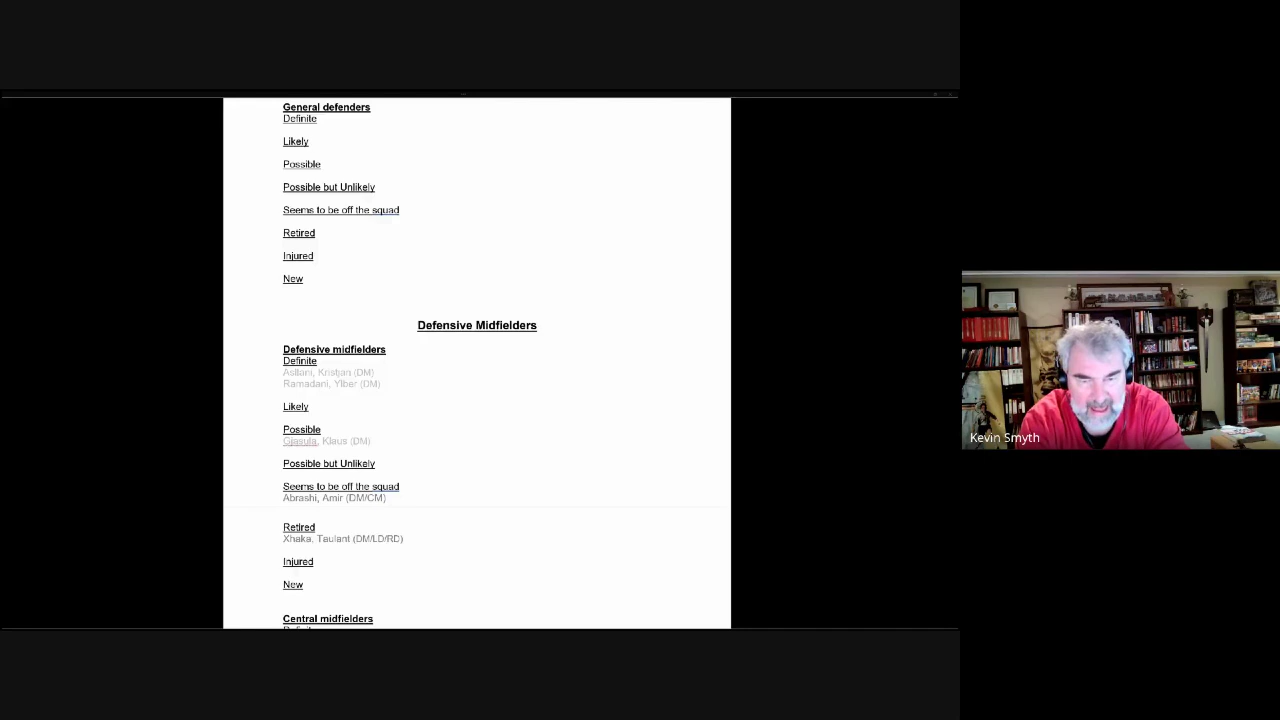 General defenders
Definite
Likely
Possible
Possible but Unlikely
Seems to be off the squad
Retired
Injured
New
Defensive Midfielders
Defensive midfielders
Definite
Asllani, Kristjan (DM)
Ramadani, Ylber (DM)
Likely
Possible
Gjasula, Klaus (DM)
Possible but Unlikely
Seems to be off the squad
Abrashi, Amir (DM/CM)
Retired
Xhaka, Taulant (DM/LD/RD)
Injured
New
Central midfielders
Kevin Smyth